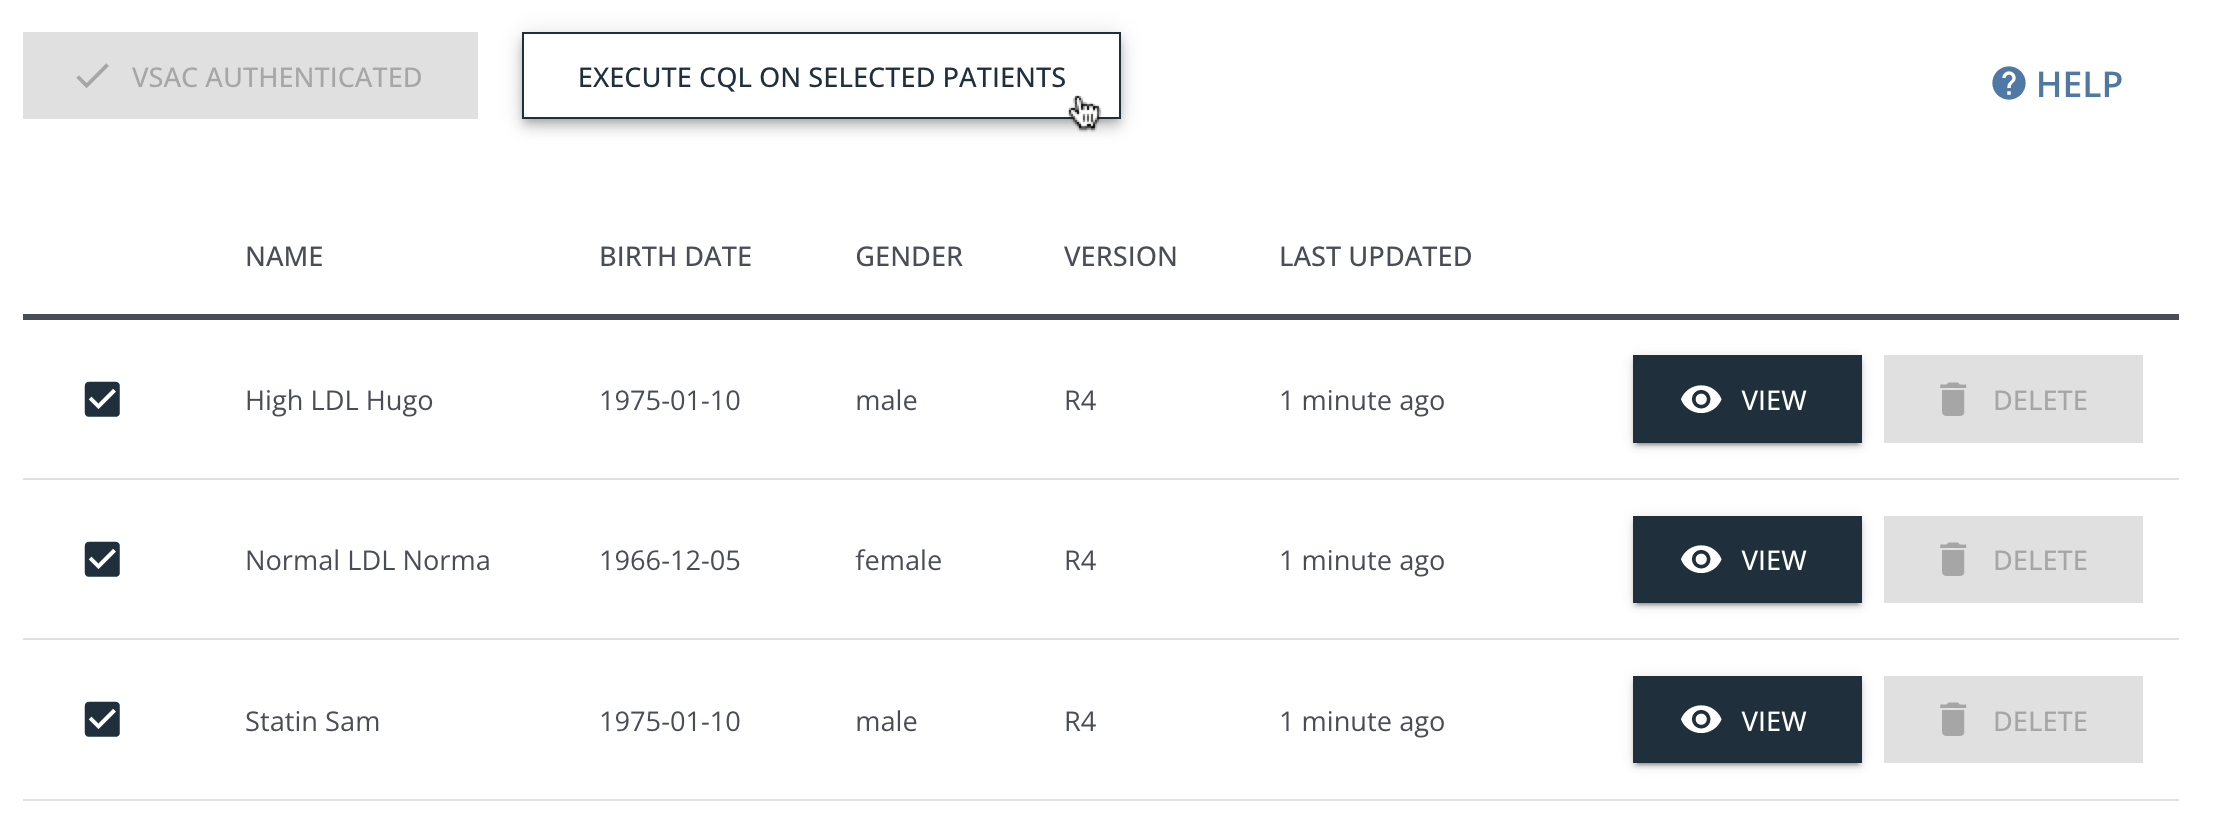 VSAC AUTHENTICATED EXECUTE CQL ON SELECTED PATIENTS ? HELP
NAME BIRTH DATE GENDER VERSION LAST UPDATED
High LDL Hugo 1975-01-10 male R4 1 minute ago VIEW DELETE
Normal LDL Norma 1966-12-05 female R4 1 minute ago VIEW DELETE
Statin Sam 1975-01-10 male R4 1 minute ago VIEW DELETE